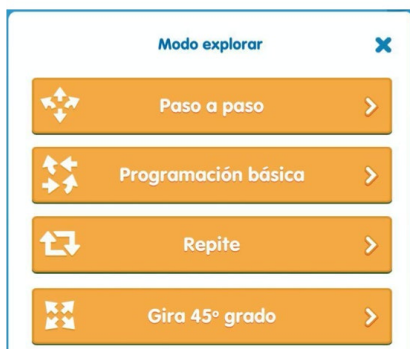 Modo explorar
Paso a paso
Programación básica
Repite
Gira 45º grado